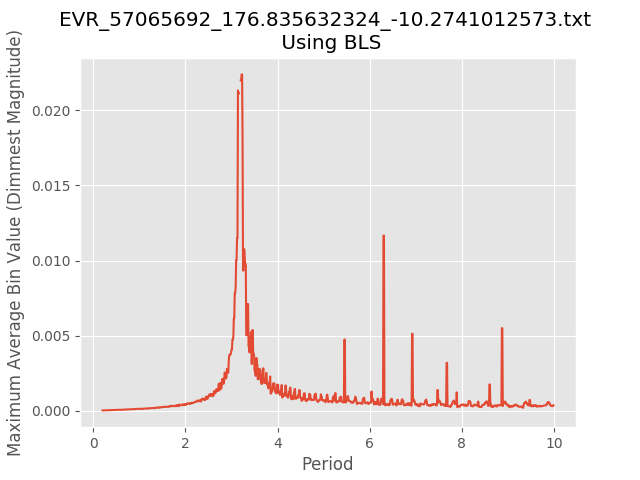 EVR_57065692_176.835632324_-10.2741012573.txt
Using BLS
Maximum Average Bin Value (Dimmest Magnitude)
0.020
0.015
0.010
0.005
0.000
0 2 4 6 8 10
Period